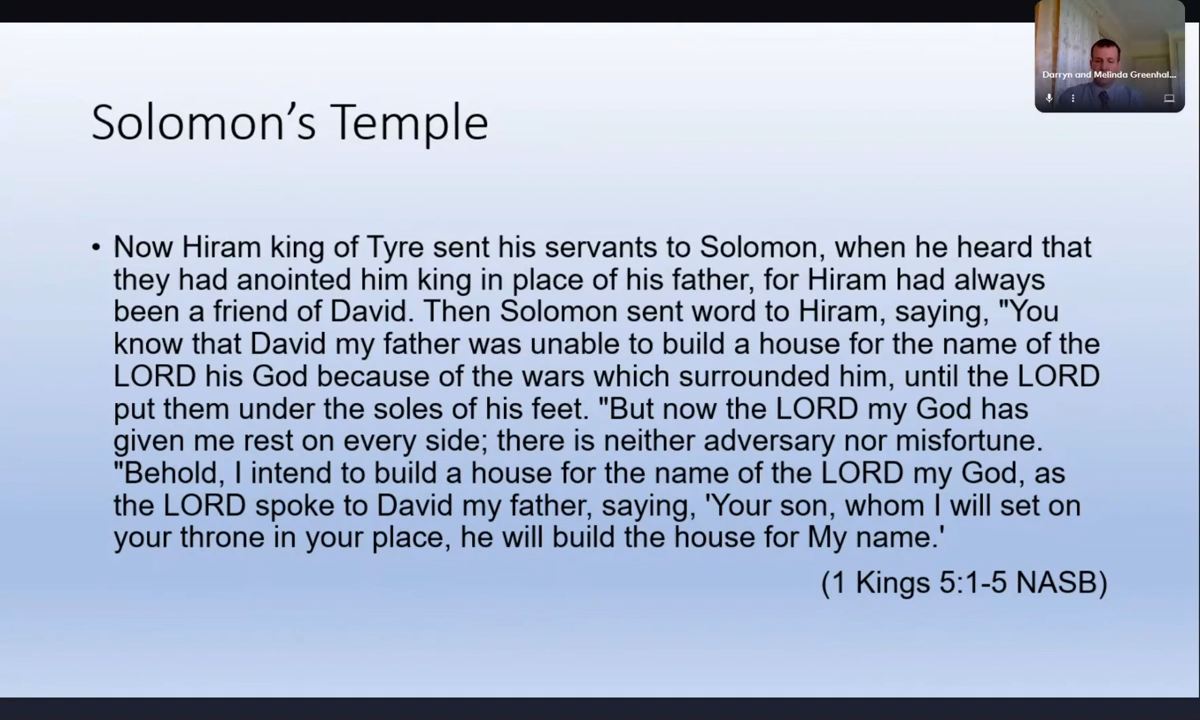 Darryn and Melinda Greenhal...
Solomon’s Temple
• Now Hiram king of Tyre sent his servants to Solomon, when he heard that
they had anointed him king in place of his father, for Hiram had always
been a friend of David. Then Solomon sent word to Hiram, saying, "You
know that David my father was unable to build a house for the name of the
LORD his God because of the wars which surrounded him, until the LORD
put them under the soles of his feet. "But now the LORD my God has
given me rest on every side; there is neither adversary nor misfortune.
"Behold, I intend to build a house for the name of the LORD my God, as
the LORD spoke to David my father, saying, 'Your son, whom I will set on
your throne in your place, he will build the house for My name.'
(1 Kings 5:1-5 NASB)